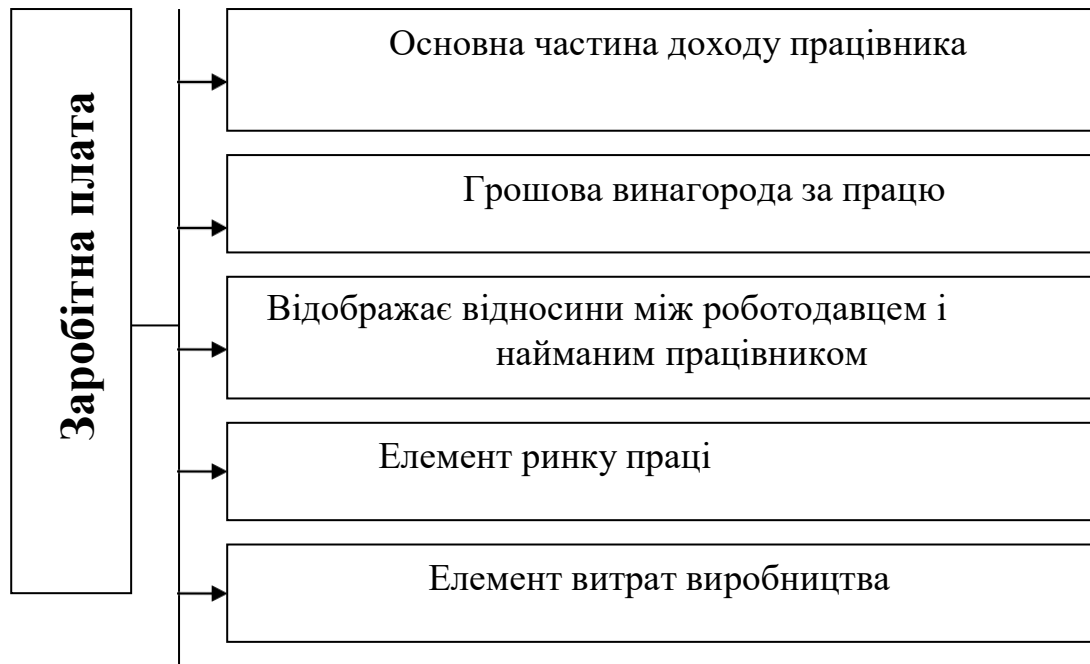 Заробітна плата
Основна частина доходу працівника
Грошова винагорода за працю
Відображає відносини між роботодавцем і
найманим працівником
Елемент ринку праці
Елемент витрат виробництва